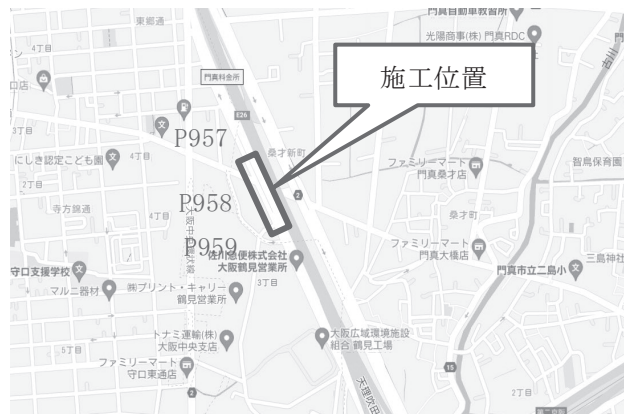 東郷通
4丁目
門真自動車教習所
光陽商事(株) 門真RDC
古川
門真料金所
施工位置
E26
3丁目
P957
桑才新町
にしき認定こども園
4丁目
2丁目
ファミリーマート
門真桑才店
智鳥保育園
寺方錦通
4丁目
P958
2
桑才町
P959
佐川急便株式会社
大阪鶴見営業所
ファミリーマート
門真大橋店
三島神社
守口支援学校
マルニ器材
㈱プリント・キャリー
鶴見営業所
3丁目
門真市立二島小
トナミ運輸(株)
大阪中央支店
大阪広域環境施設
組合 鶴見工場
5丁目
ファミリーマート
守口東通店
天理吹田線
15
2
2丁目